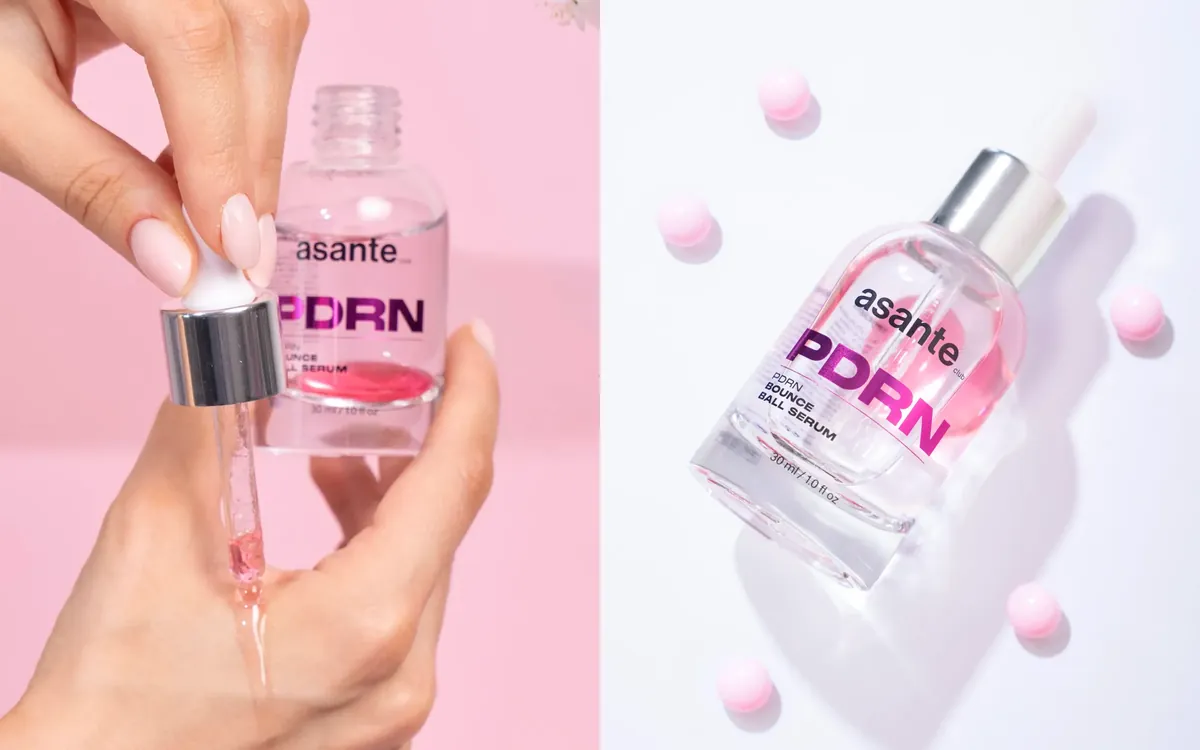 asante
PDRN
BALL SERUM
30 ml / 1.0 fl oz
asante
club
PDRN
PDRN
BOUNCE
BALL SERUM
30 ml / 1.0 fl oz